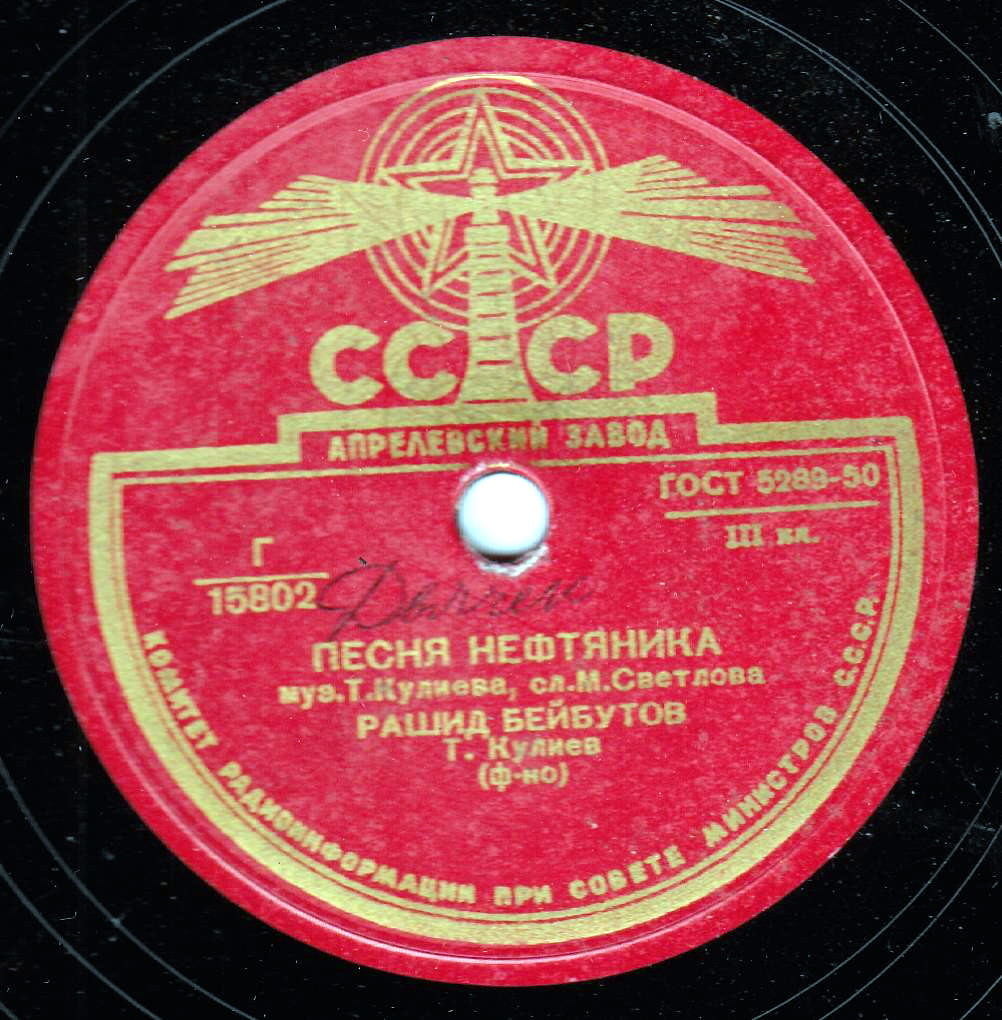 СССР
АПРЕЛЕВСКИЙ ЗАВОД
ГОСТ 5289-50
III кл.
Г
15802
ПЕСНЯ НЕФТЯНИКА
муз.Т.Кулиева, сл.М.Светлова
РАШИД БЕЙБУТОВ
Т. Кулиев
(ф-но)
КОМИТЕТ РАДИОИНФОРМАЦИИ ПРИ СОВЕТЕ МИНИСТРОВ С.С.С.Р.